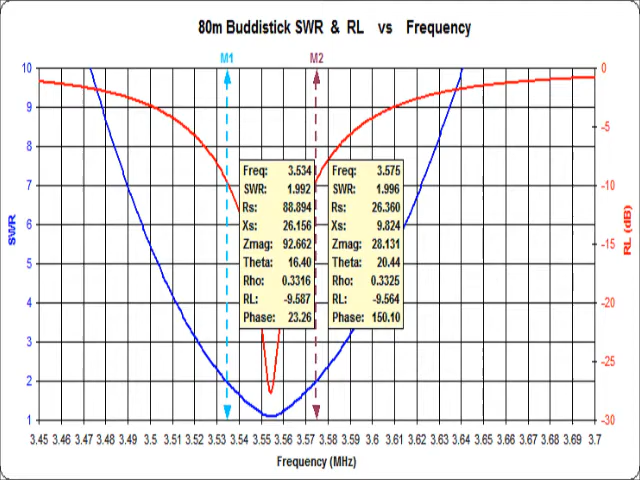 80m Buddistick SWR & RL vs Frequency
M1 M2
10 0
9
8 -5
7 -10
6
5 -15
4 -20
3
2 -25
1 -30
SWR
RL (dB)
Freq: 3.534
SWR: 1.992
Rs: 88.894
Xs: 26.156
Zmag: 92.662
Theta: 16.40
Rho: 0.3316
RL: -9.587
Phase: 23.26
Freq: 3.575
SWR: 1.996
Rs: 26.360
Xs: 9.824
Zmag: 28.131
Theta: 20.44
Rho: 0.3325
RL: -9.564
Phase: 150.10
3.45 3.46 3.47 3.48 3.49 3.5 3.51 3.52 3.53 3.54 3.55 3.56 3.57 3.58 3.59 3.6 3.61 3.62 3.63 3.64 3.65 3.66 3.67 3.68 3.69 3.7
Frequency (MHz)